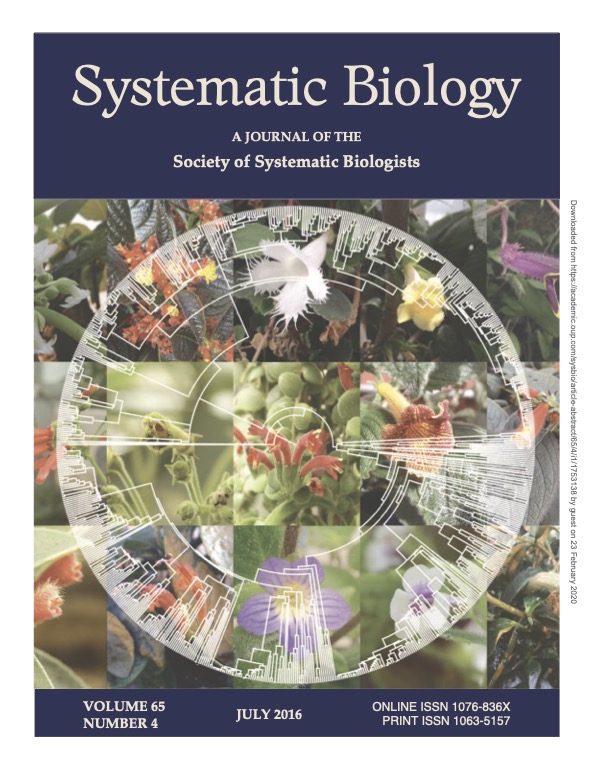 Systematic Biology
A JOURNAL OF THE
Society of Systematic Biologists
VOLUME 65
NUMBER 4
JULY 2016
ONLINE ISSN 1076-836X
PRINT ISSN 1063-5157
Downloaded from https://academic.oup.com/sysbio/article-abstract/65/4/i1/1753138 by guest on 23 February 2020